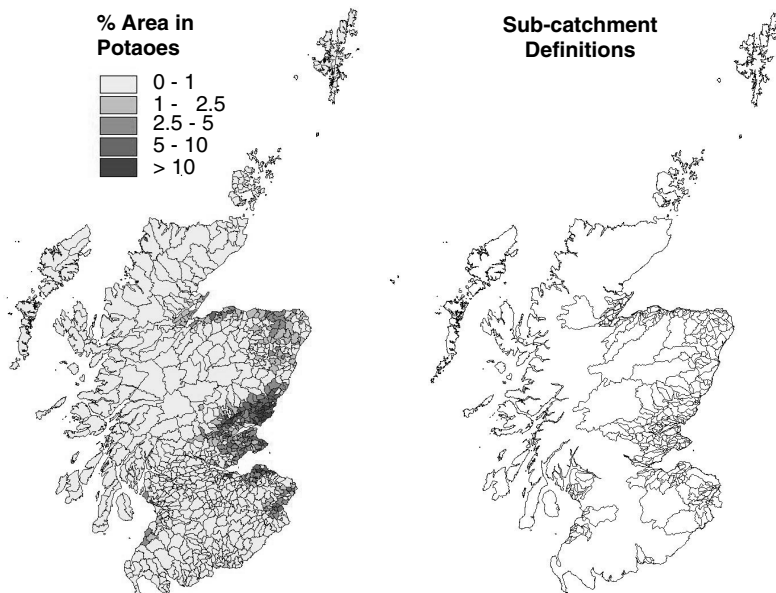 % Area in
Potaoes
0 - 1
1 - 2.5
2.5 - 5
5 - 10
> 10
Sub-catchment
Definitions